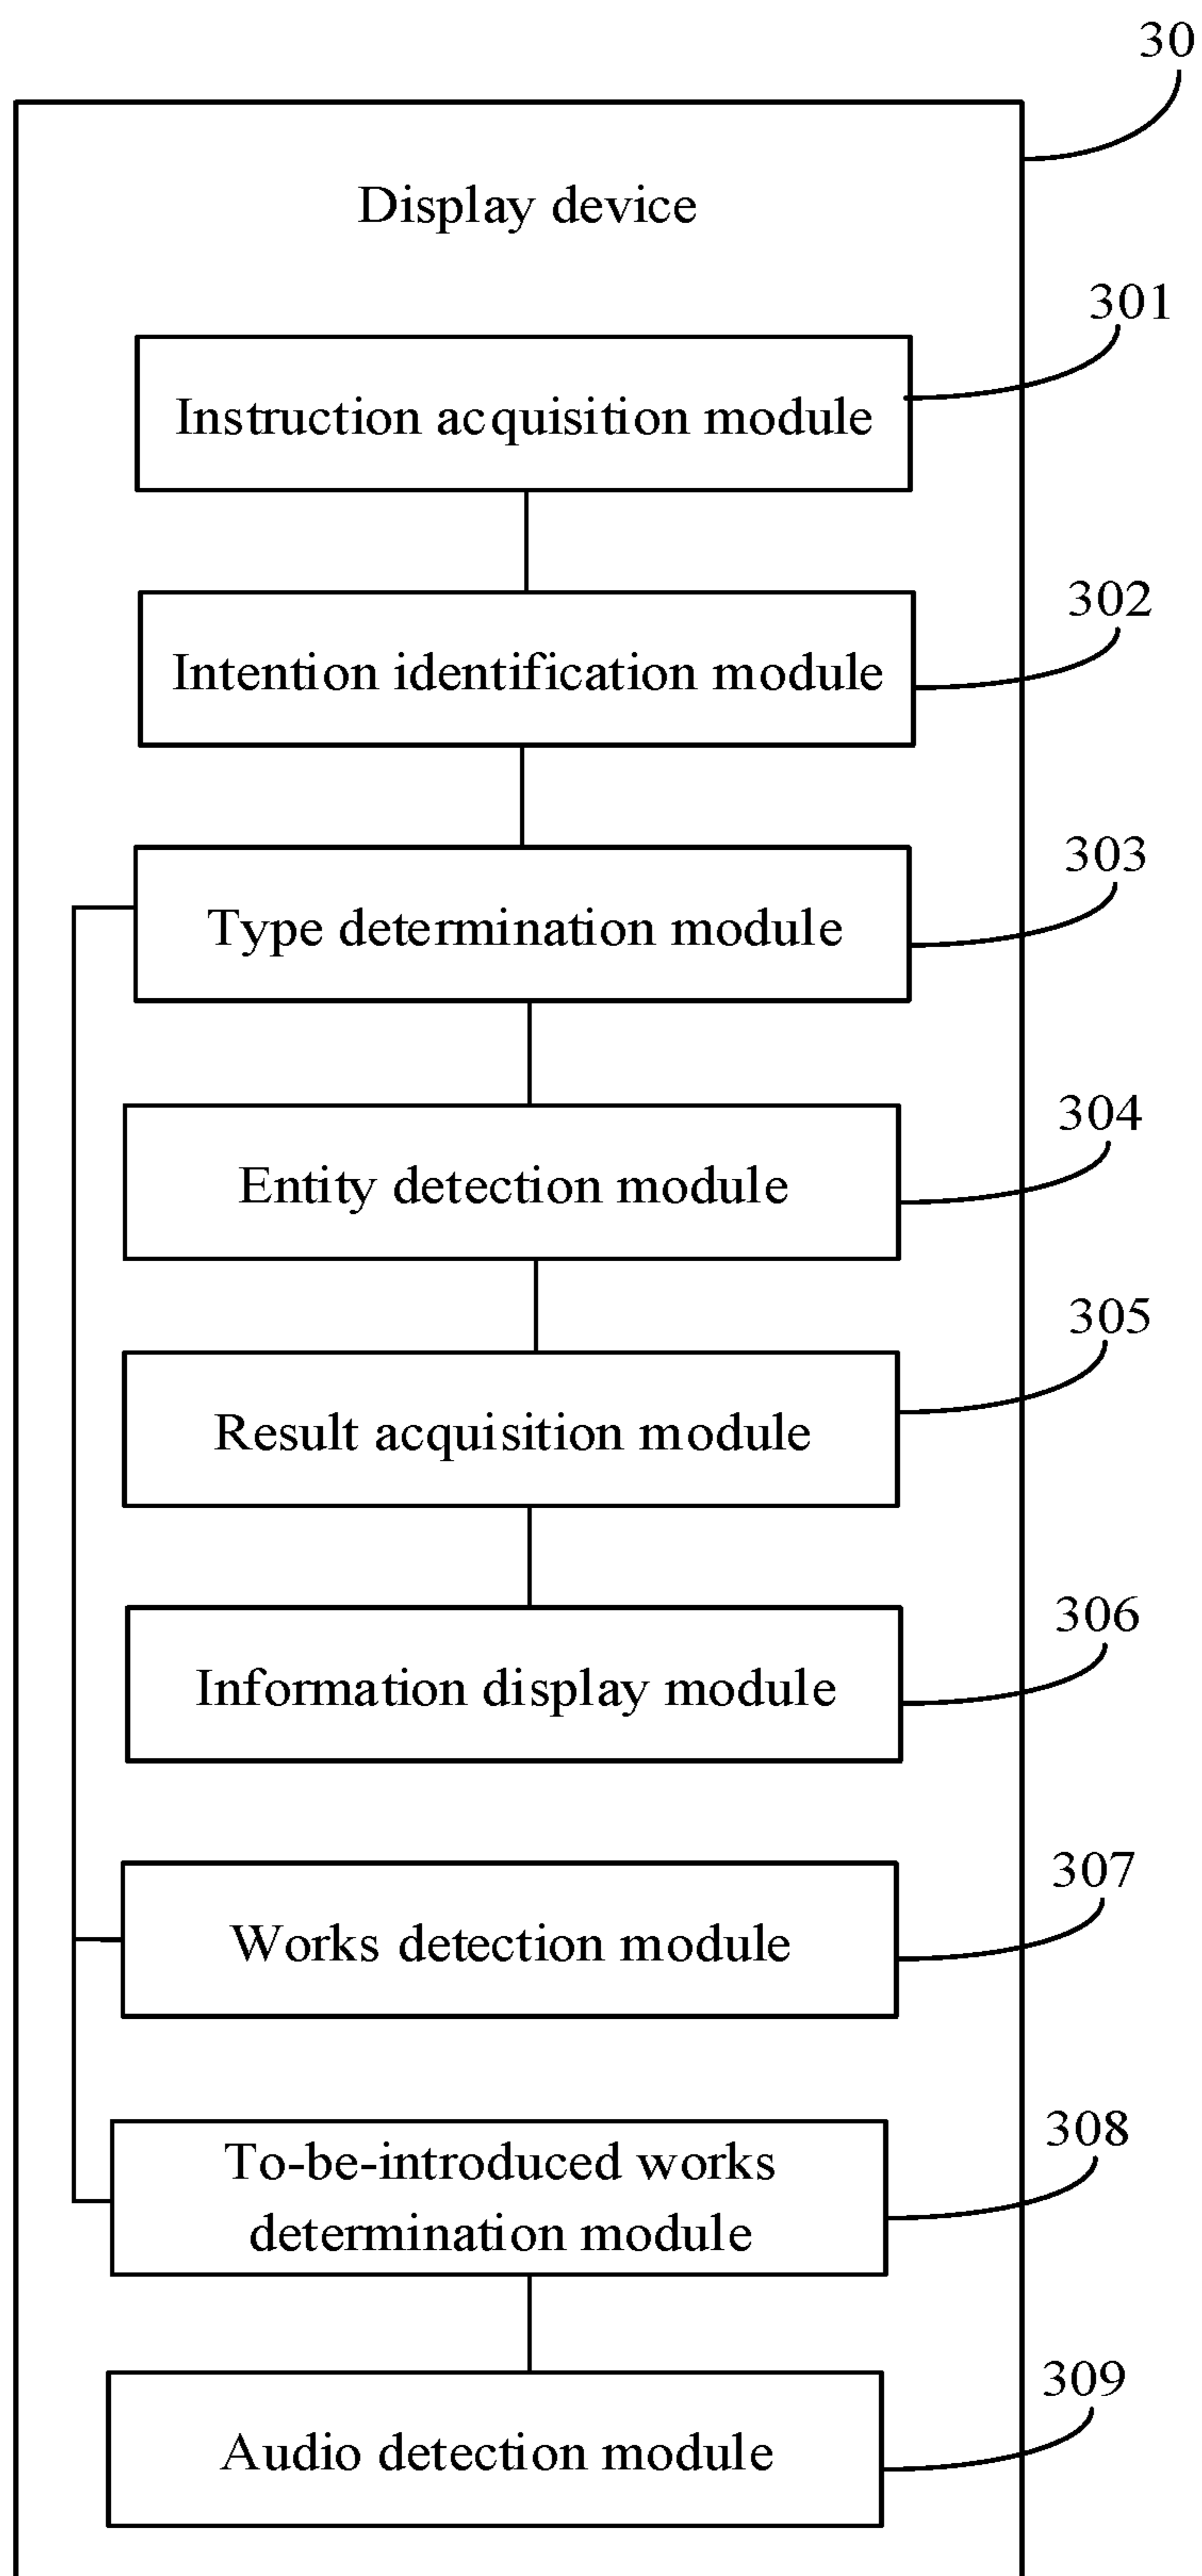 30
Display device
301
Instruction acquisition module
302
Intention identification module
303
Type determination module
304
Entity detection module
305
Result acquisition module
306
Information display module
307
Works detection module
308
To-be-introduced works
determination module
309
Audio detection module